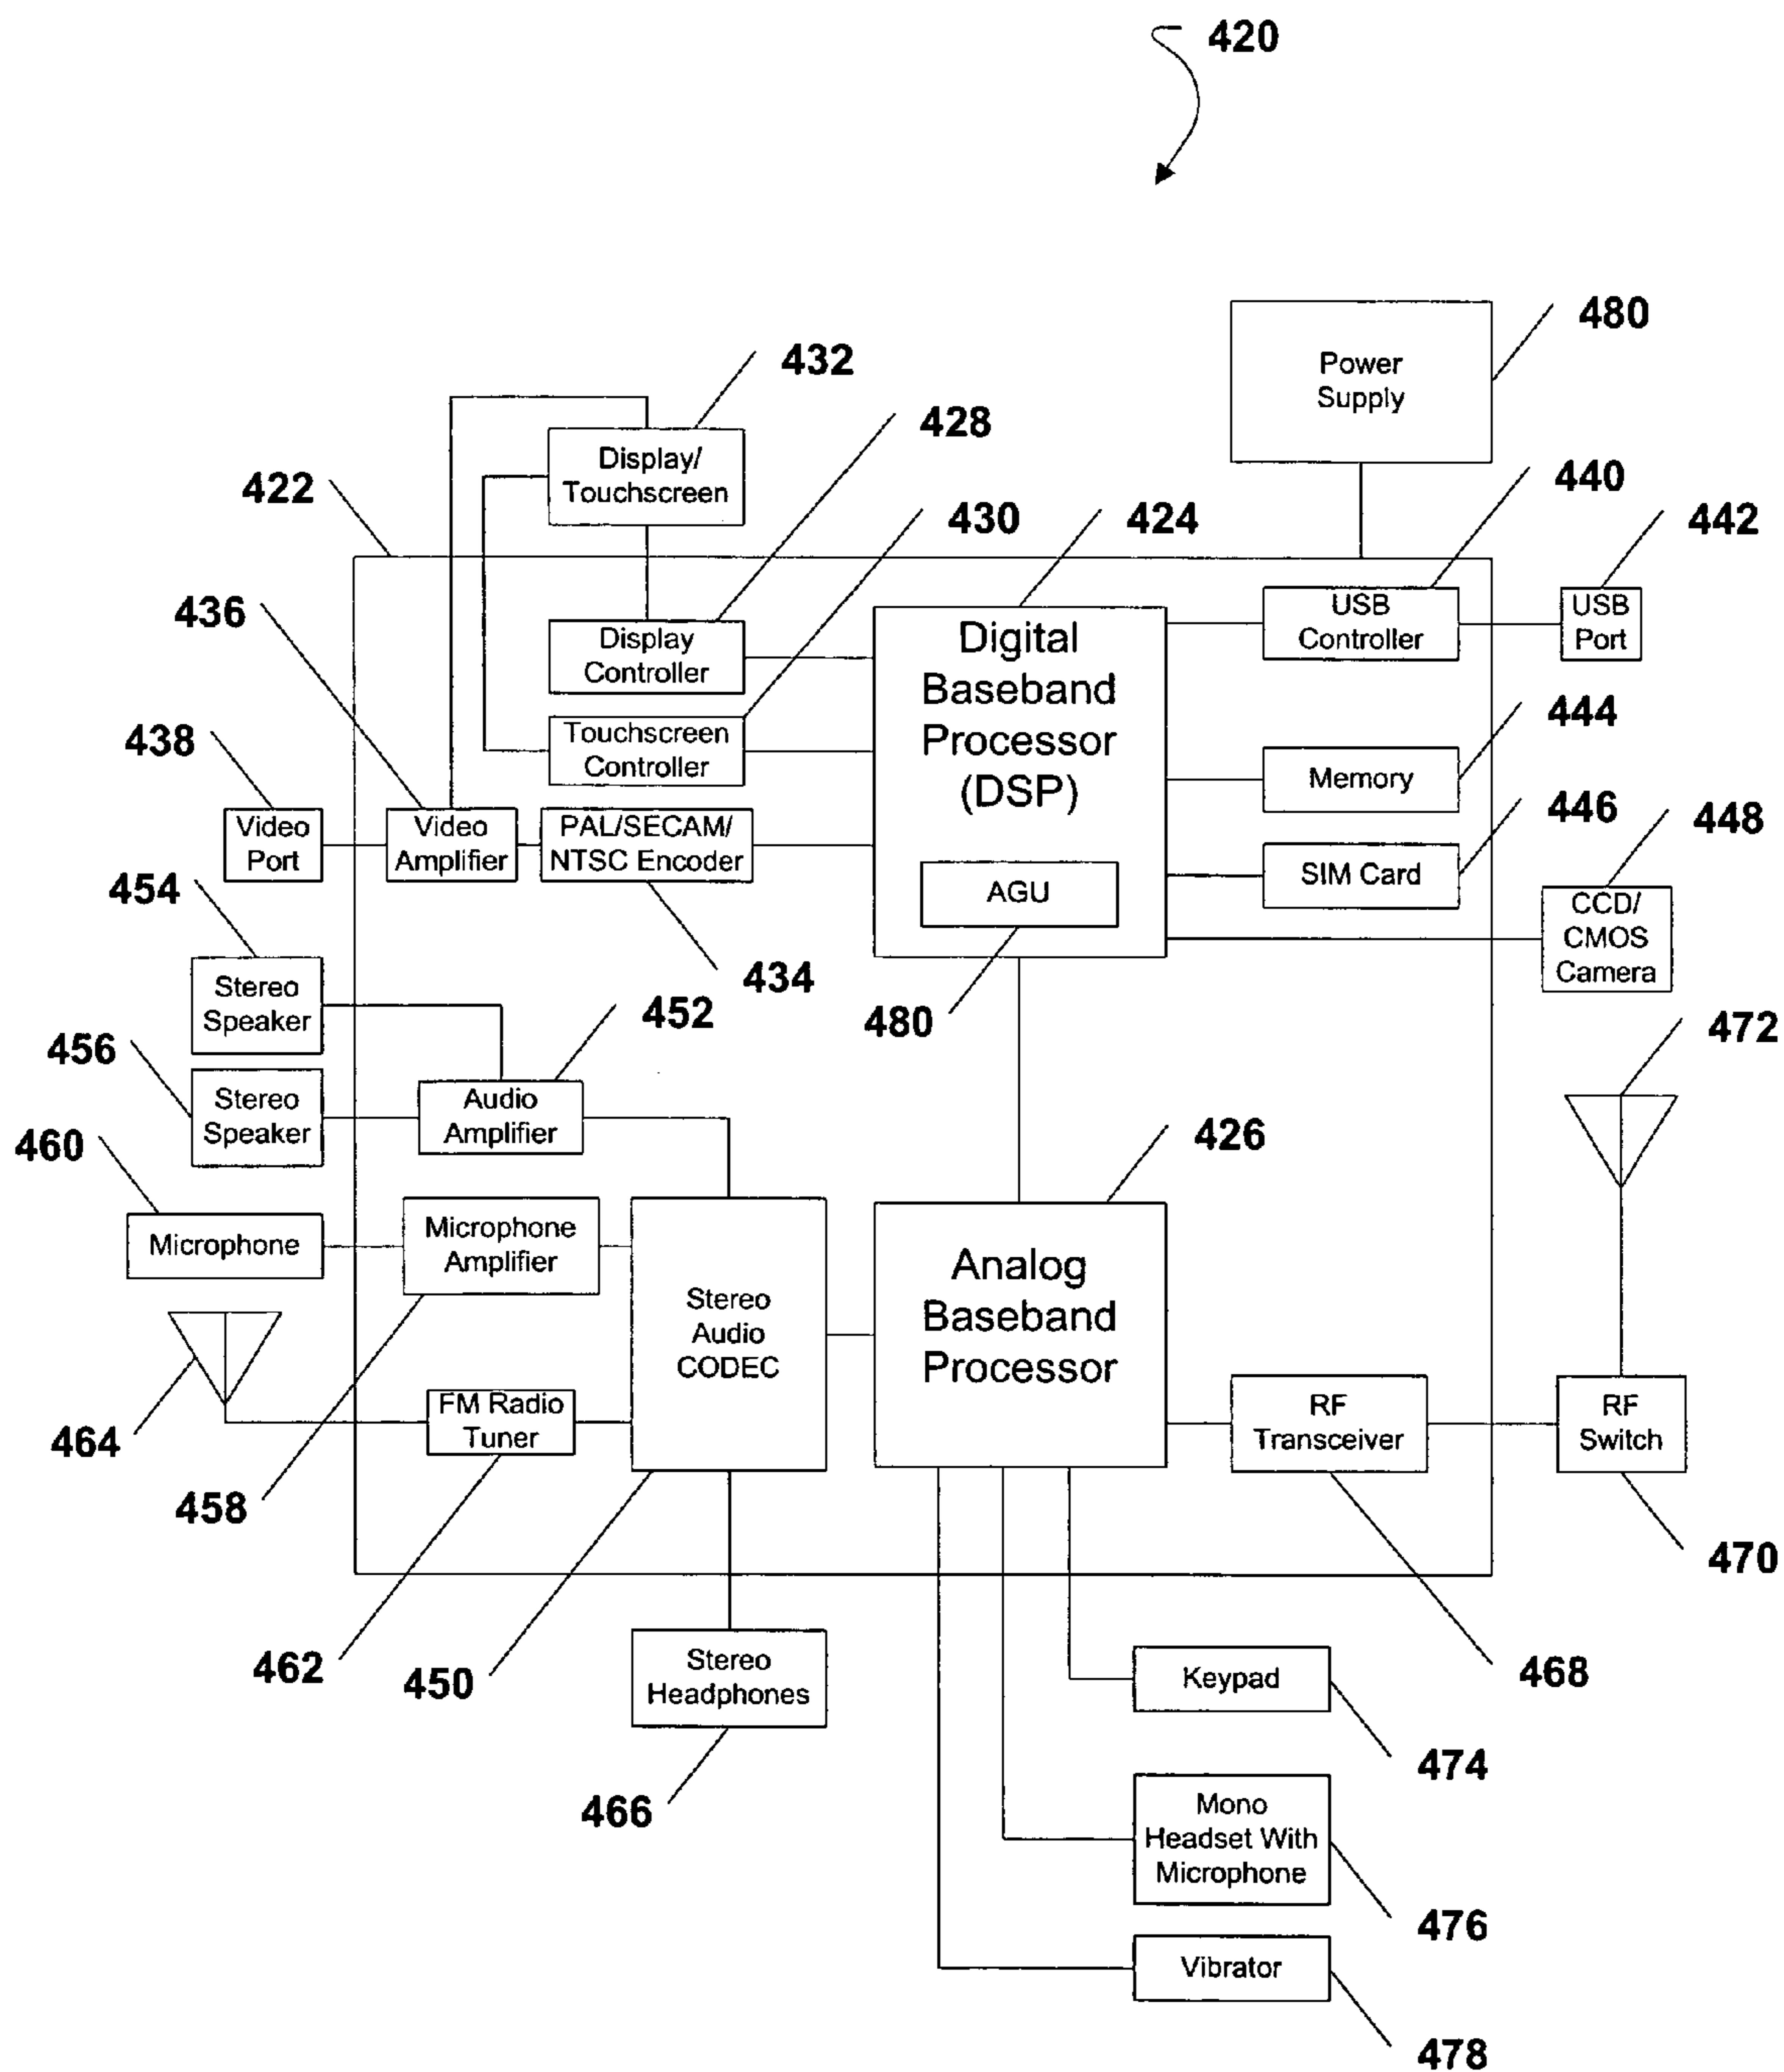 420
480
Power
Supply
432
428
Display/
Touchscreen
422
430
424
440
442
436
Display
Controller
Digital
Baseband
Processor
(DSP)
USB
Controller
USB
Port
438
Touchscreen
Controller
444
Memory
446
Video
Port
Video
Amplifier
PAL/SECAM/
NTSC Encoder
448
SIM Card
AGU
454
CCD/
CMOS
Camera
434
480
Stereo
Speaker
452
472
456
Stereo
Speaker
Audio
Amplifier
426
460
Microphone
Microphone
Amplifier
Stereo
Audio
CODEC
Analog
Baseband
Processor
464
FM Radio
Tuner
RF
Transceiver
RF
Switch
458
470
462
450
Stereo
Headphones
468
Keypad
466
474
Mono
Headset With
Microphone
476
Vibrator
478